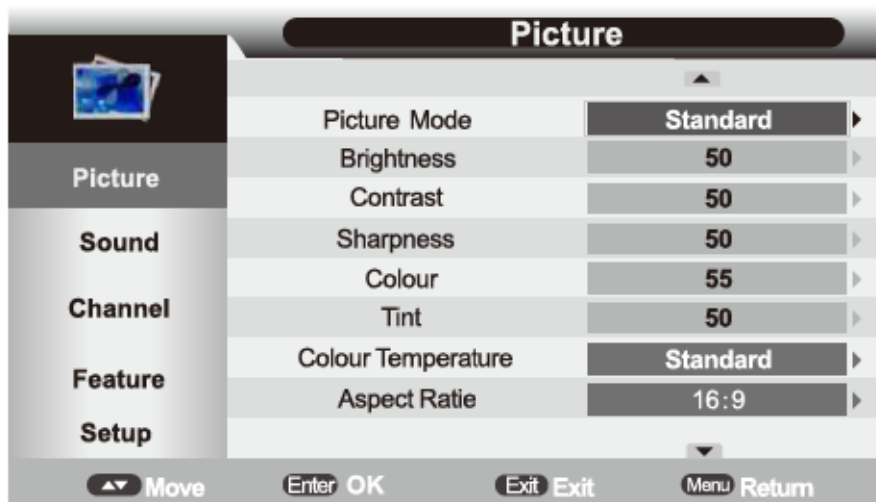 Picture
Picture Mode Standard
Brightness 50
Picture
Contrast 50
Sound
Sharpness 50
Colour 55
Channel
Tint 50
Colour Temperature Standard
Feature
Aspect Ratie 16:9
Setup
Move Enter OK Exit Exit Menu Return